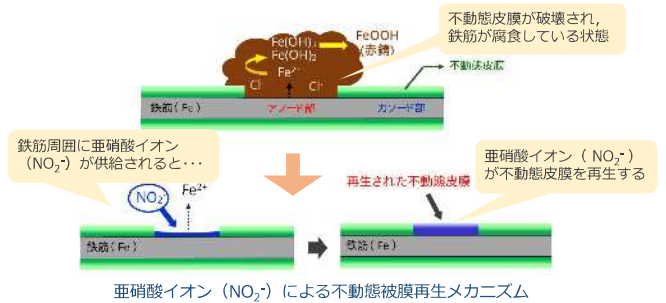 不動態皮膜が破壊され，
鉄筋が腐食している状態
Fe(OH)₃
Fe(OH)₂
FeOOH
(赤錆)
Fe²⁺
Cl⁻
Cl⁻
不動態皮膜
鉄筋(Fe)
アノード部
カソード部
鉄筋周囲に亜硝酸イオン
（NO₂⁻）が供給されると･･･
亜硝酸イオン（ NO₂⁻ ）
が不動態皮膜を再生する
NO₂⁻
Fe²⁺
再生された不動態皮膜
鉄筋(Fe)
鉄筋(Fe)
亜硝酸イオン（NO₂⁻）による不動態被膜再生メカニズム